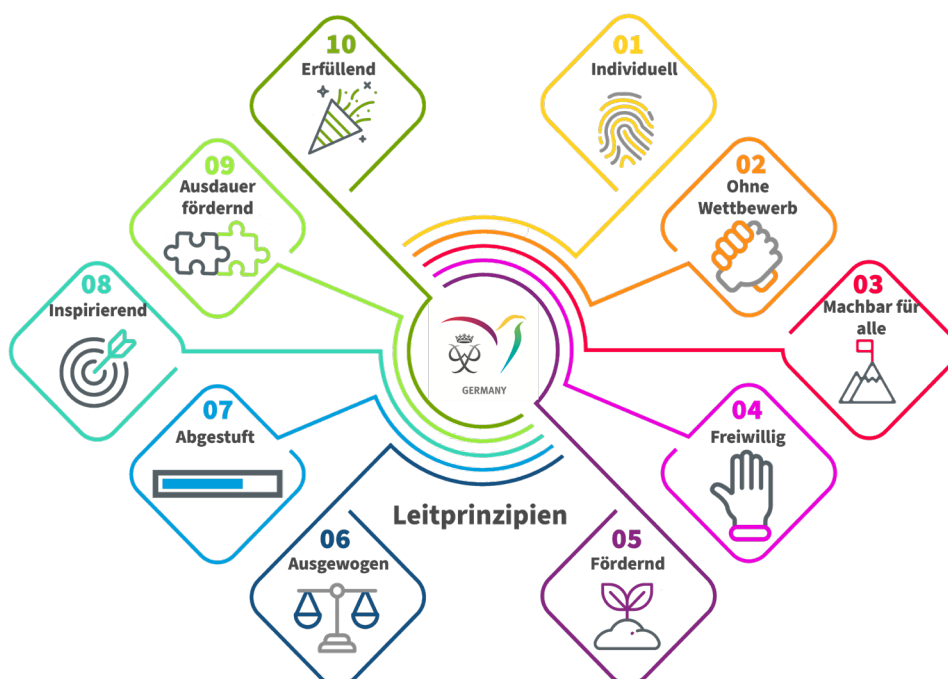 01
Individuell
02
Ohne
Wettbewerb
03
Machbar für
alle
04
Freiwillig
05
Fördernd
06
Ausgewogen
07
Abgestuft
08
Inspirierend
09
Ausdauer
fördernd
10
Erfüllend
GERMANY
Leitprinzipien